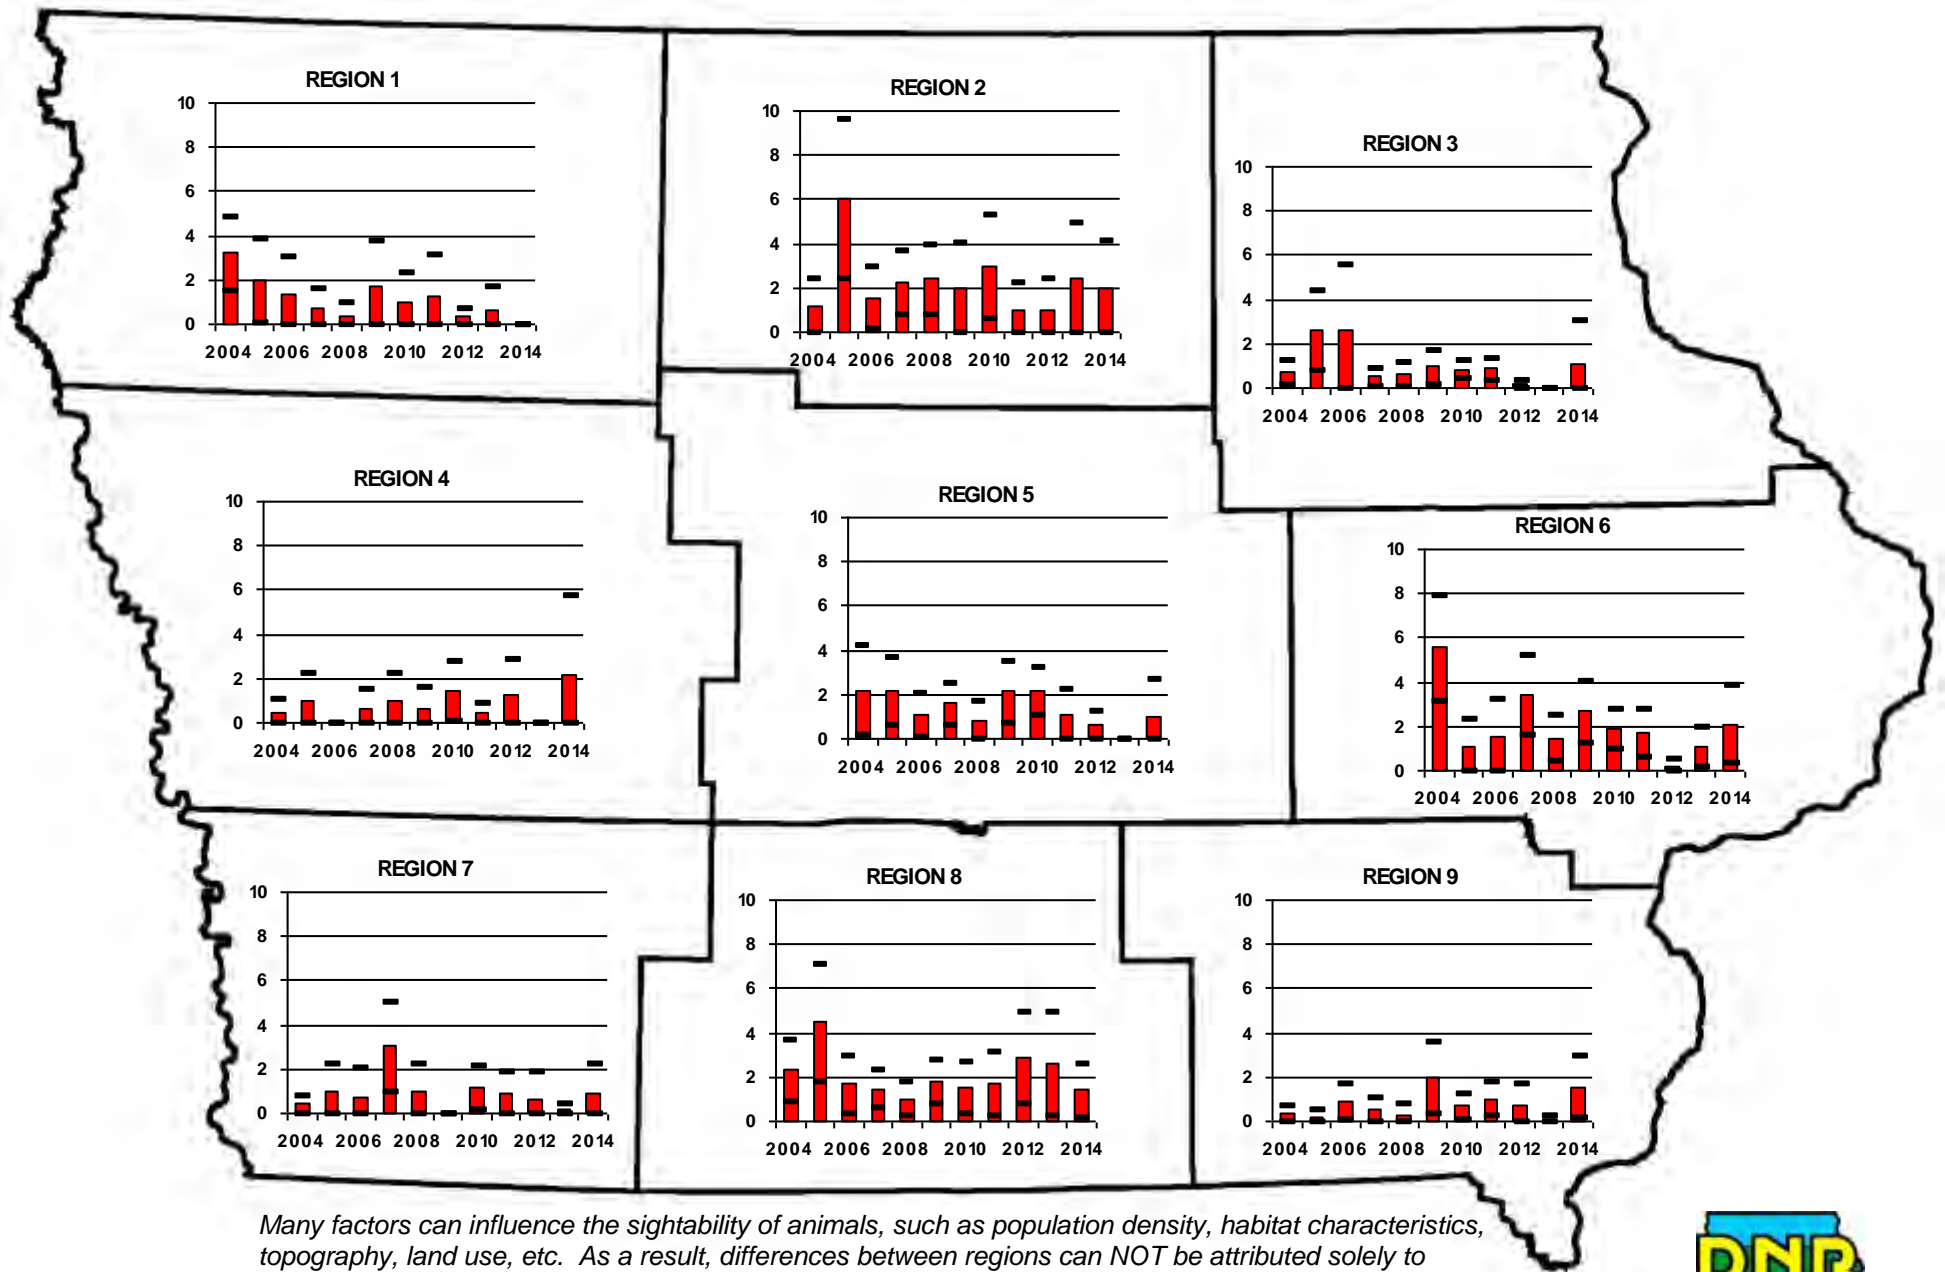 REGION 1
10
8
6
4
2
0
2004 2006 2008 2010 2012 2014
REGION 2
10
8
6
4
2
0
2004 2006 2008 2010 2012 2014
REGION 3
10
8
6
4
2
0
2004 2006 2008 2010 2012 2014
REGION 4
10
8
6
4
2
0
2004 2006 2008 2010 2012 2014
REGION 5
10
8
6
4
2
0
2004 2006 2008 2010 2012 2014
REGION 6
10
8
6
4
2
0
2004 2006 2008 2010 2012 2014
REGION 7
10
8
6
4
2
0
2004 2006 2008 2010 2012 2014
REGION 8
10
8
6
4
2
0
2004 2006 2008 2010 2012 2014
REGION 9
10
8
6
4
2
0
2004 2006 2008 2010 2012 2014
Many factors can influence the sightability of animals, such as population density, habitat characteristics,
topography, land use, etc. As a result, differences between regions can NOT be attributed solely to
DNR